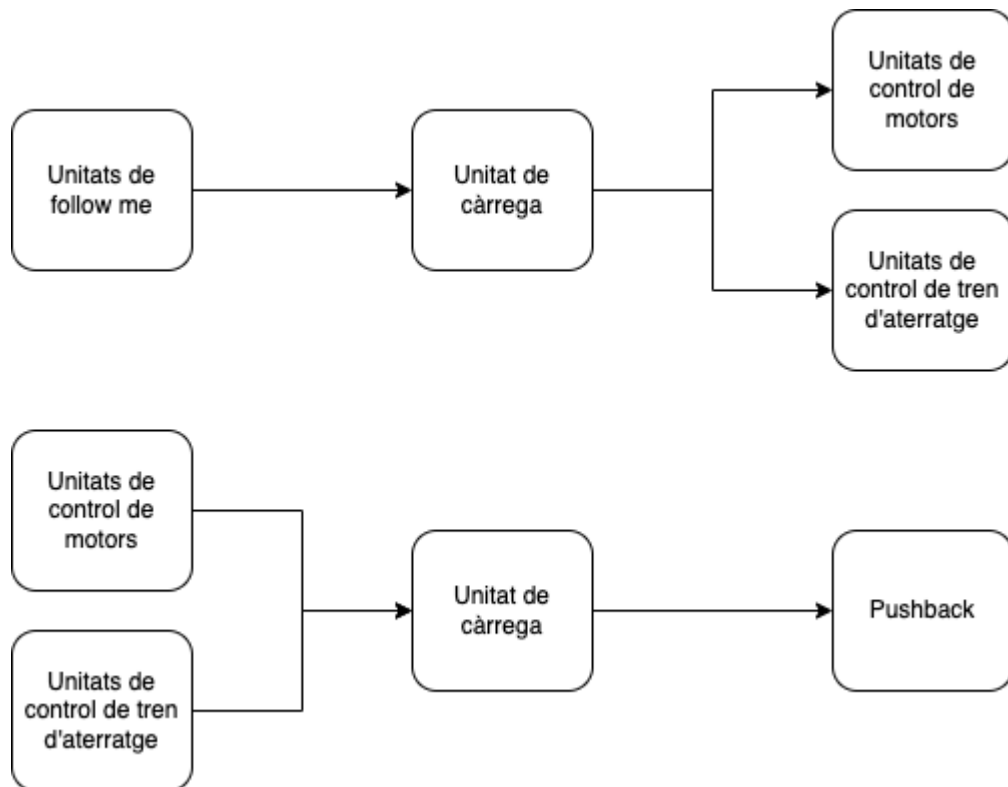 Unitats de
follow me
Unitat de
càrrega
Unitats de
control de
motors
Unitats de
control de tren
d'aterratge
Unitats de
control de
motors
Unitats de
control de tren
d'aterratge
Unitat de
càrrega
Pushback